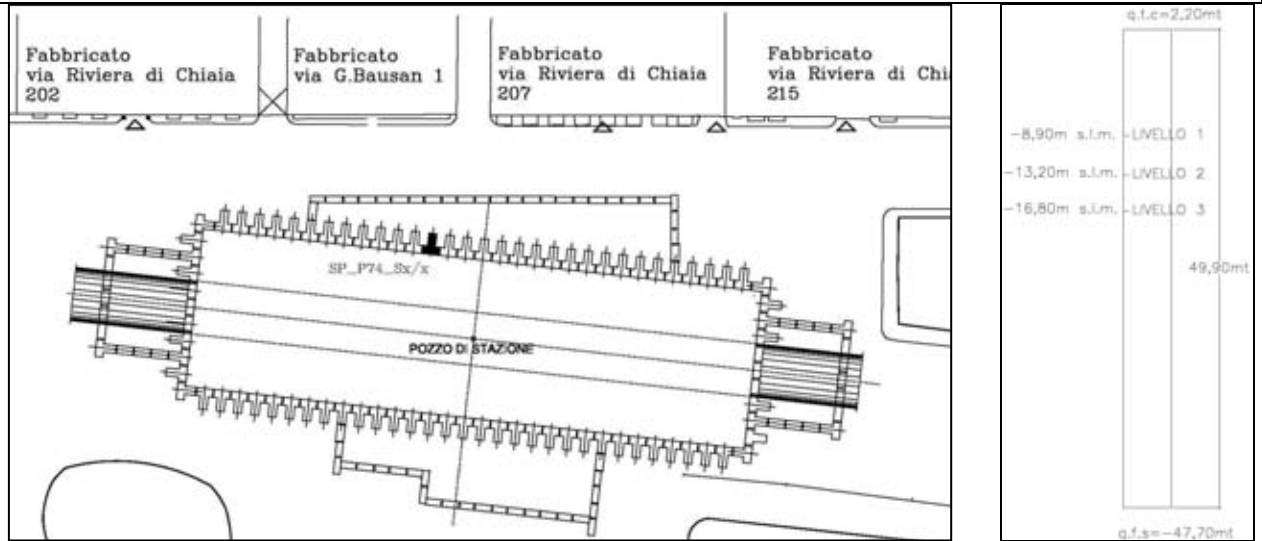 Fabbricato
via Riviera di Chiaia
202
Fabbricato
via G.Bausan 1
Fabbricato
via Riviera di Chiaia
207
Fabbricato
via Riviera di Chi
215
SP_P74_Sx/x
POZZO DI STAZIONE
q.t.c=2,20mt
-8,90m s.l.m. LIVELLO 1
-13,20m s.l.m. LIVELLO 2
-16,80m s.l.m. LIVELLO 3
49,90mt
q.f.s=-47,70mt